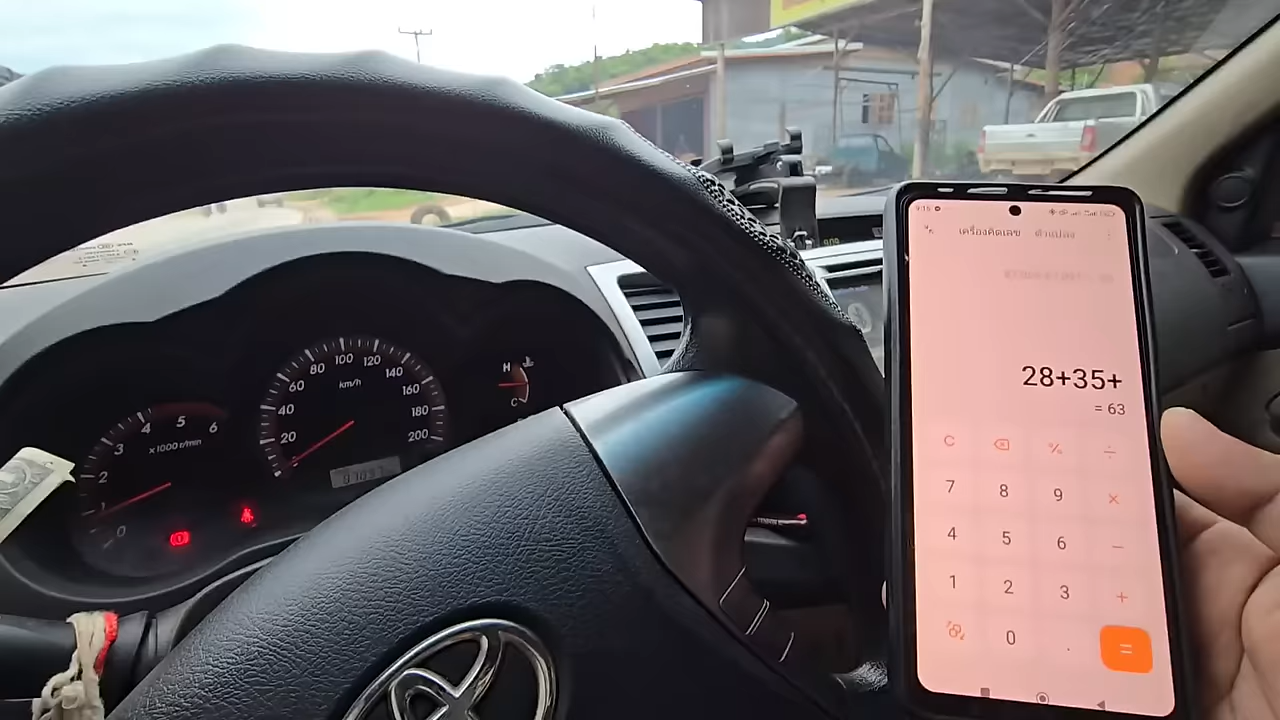 9:15
เครื่องคิดเลข ตัวแปลง
28+35+
= 63
C % ÷
7 8 9 ×
4 5 6 −
1 2 3 +
0 . =
0 1 2 3 4 5 6
x1000 r/min
20 40 60 80 100 120 140 160 180 200
km/h
H
C